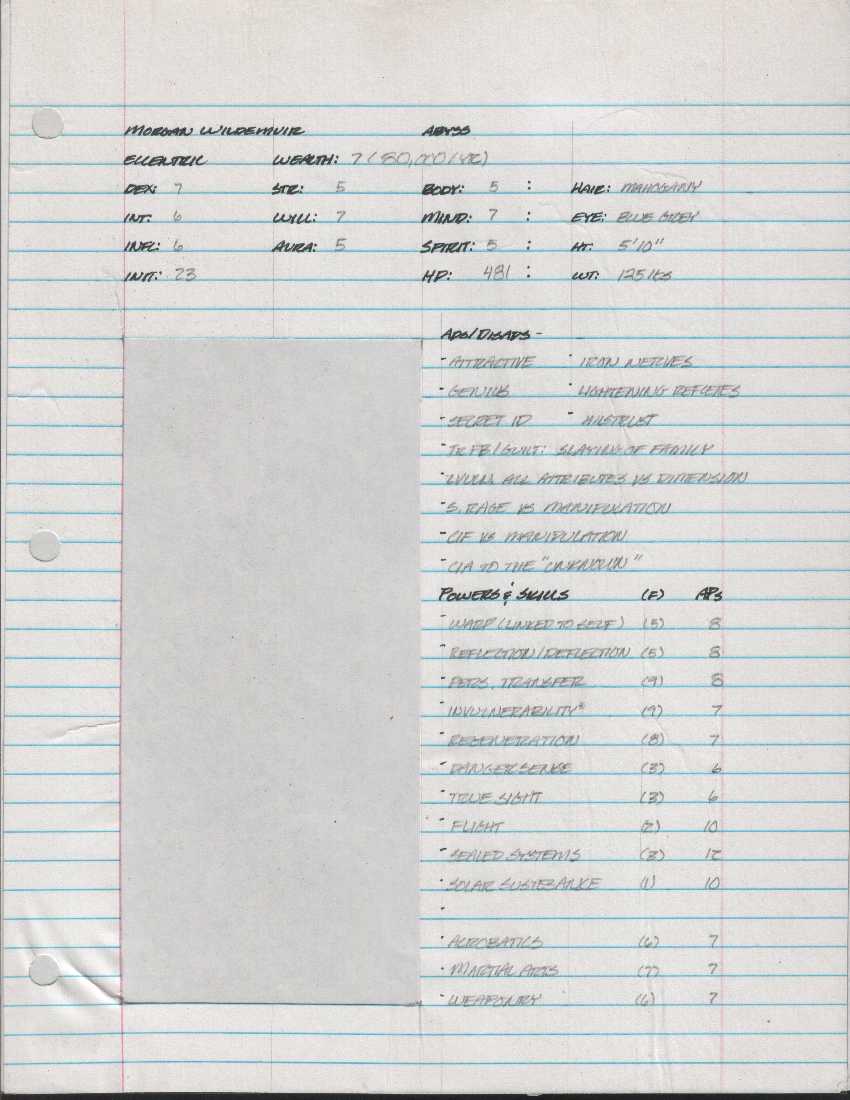 MORGAN WILDEMUIR ABYSS
ECCENTRIC WEALTH: 7 (80,000/YR)
DEX: 7 STR: 5 BODY: 5 : HAIR: MAHOGANY
INT: 6 WILL: 7 MIND: 7 : EYE: BLUE GREY
INFL: 6 AURA: 5 SPIRIT: 5 : HT: 5'10"
INIT: 23 HP: 481 : WT: 125 lbs
ADS/DISADS -
- ATTRACTIVE - IRON NERVES
- GENIUS - LIGHTENING REFLEXES
- SECRET ID - MISTRUST
- TR FB/GUILT: SLAYING OF FAMILY
- VULN. ALL ATTRIBUTES VS DIMENSION
- S. RAGE VS MANIPULATION
- CIF VS MANIPULATION
- CIA TO THE "UNKNOWN"
POWERS & SKILLS (F) APs
- WARP (LINKED TO SELF) (5) 8
- REFLECTION/DEFLECTION (5) 8
- PERS. TRANSFER (9) 8
- INVULNERABILITY* (9) 7
- REGENERATION (8) 7
- DANGER SENCE (3) 6
- TRUE SIGHT (3) 6
- FLIGHT (2) 10
- SEALED SYSTEMS (3) 12
- SOLAR SUSTENANCE (1) 10
-
- ACROBATICS (6) 7
- MARTIAL ARTS (7) 7
- WEAPONRY (6) 7